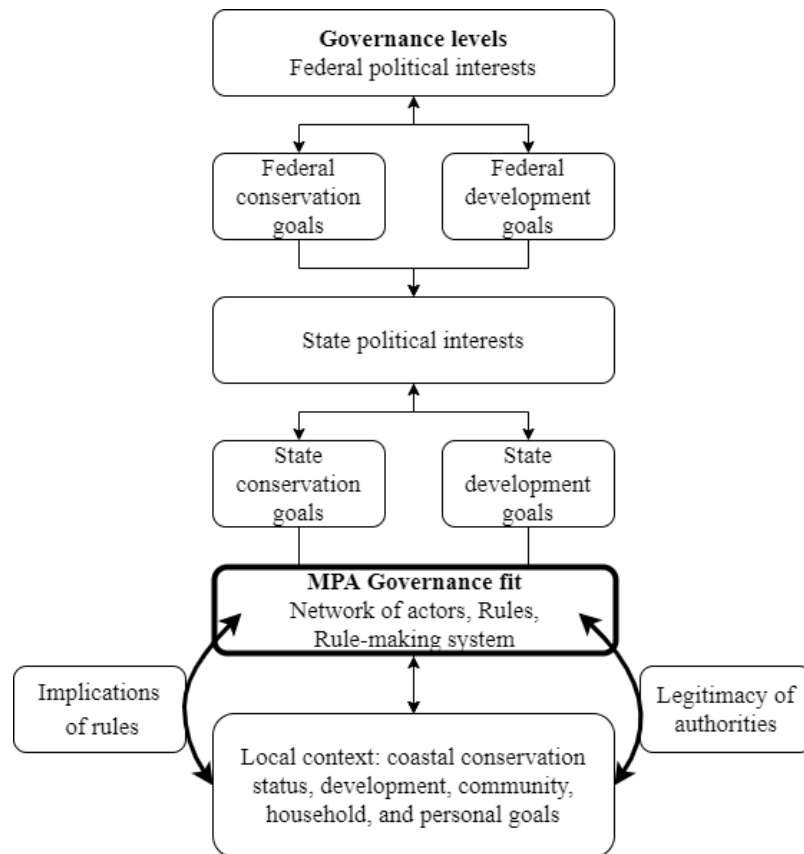 Governance levels
Federal political interests
Federal
conservation
goals
Federal
development
goals
State political interests
State
conservation
goals
State
development
goals
MPA Governance fit
Network of actors, Rules,
Rule-making system
Implications
of rules
Legitimacy of
authorities
Local context: coastal conservation
status, development, community,
household, and personal goals